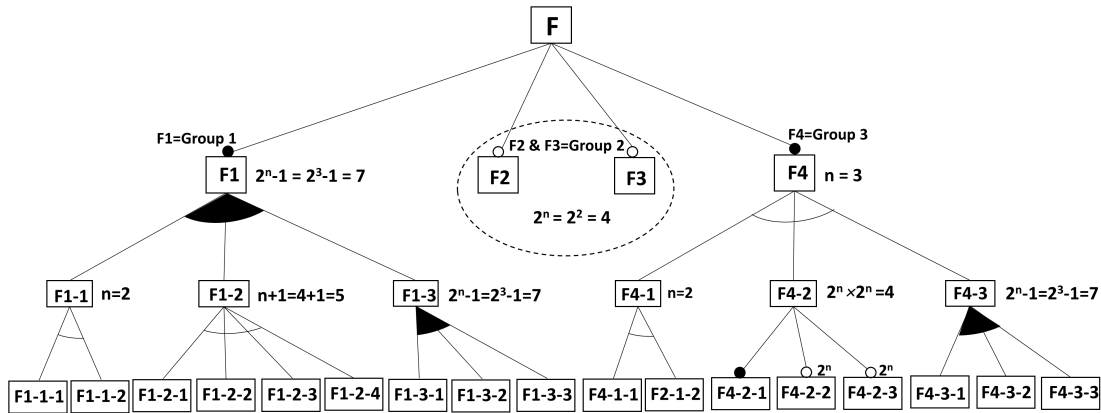 F
F1=Group 1
F2 & F3=Group 2
F4=Group 3
F1
2ⁿ-1 = 2³-1 = 7
F2
F3
F4
n = 3
2ⁿ = 2² = 4
F1-1
n=2
F1-2
n+1=4+1=5
F1-3
2ⁿ-1=2³-1=7
F4-1
n=2
F4-2
2ⁿ ×2ⁿ =4
F4-3
2ⁿ-1=2³-1=7
2ⁿ
2ⁿ
F1-1-1
F1-1-2
F1-2-1
F1-2-2
F1-2-3
F1-2-4
F1-3-1
F1-3-2
F1-3-3
F4-1-1
F2-1-2
F4-2-1
F4-2-2
F4-2-3
F4-3-1
F4-3-2
F4-3-3